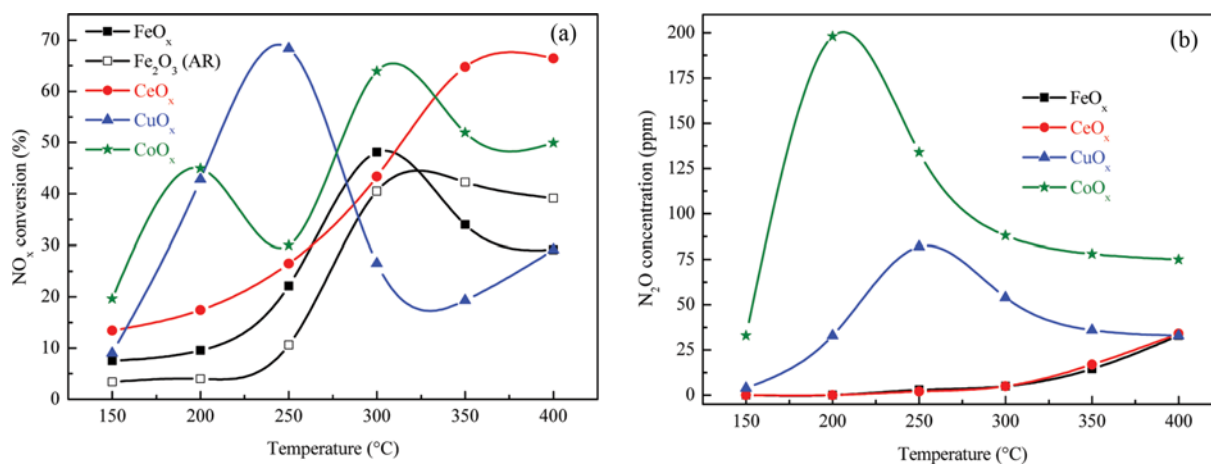 (a)
FeOx
Fe2O3 (AR)
CeOx
CuOx
CoOx
NOx conversion (%)
70
60
50
40
30
20
10
0
150 200 250 300 350 400
Temperature (°C)
(b)
FeOx
CeOx
CuOx
CoOx
N2O concentration (ppm)
200
175
150
125
100
75
50
25
0
150 200 250 300 350 400
Temperature (°C)